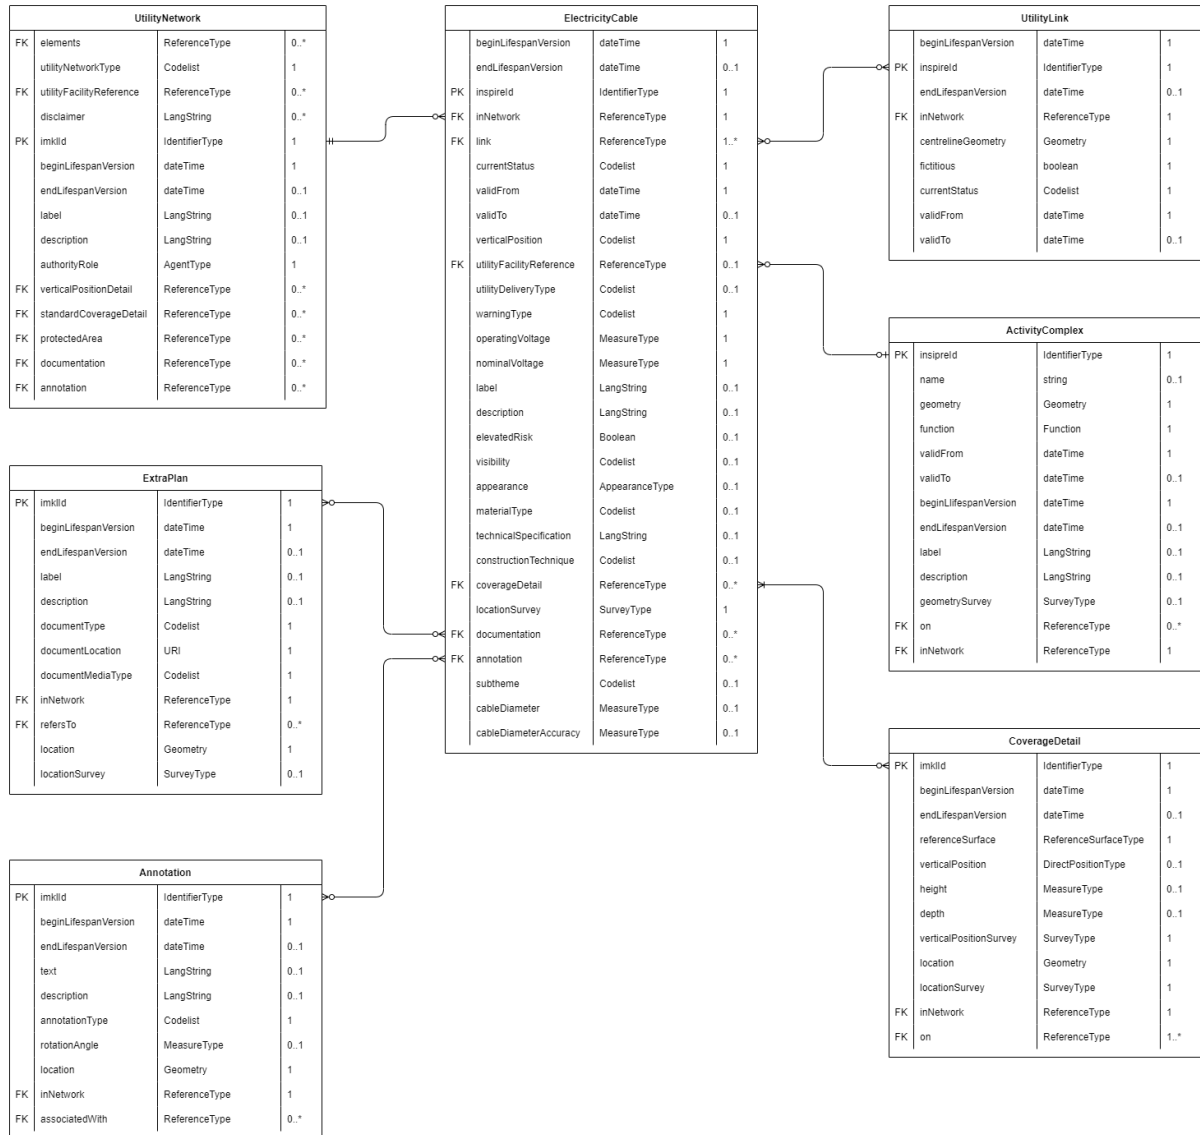 UtilityNetwork
FK elements ReferenceType 0..*
utilityNetworkType Codelist 1
FK utilityFacilityReference ReferenceType 0..*
disclaimer LangString 0..*
PK imklId IdentifierType 1
beginLifespanVersion dateTime 1
endLifespanVersion dateTime 0..1
label LangString 0..1
description LangString 0..1
authorityRole AgentType 1
FK verticalPositionDetail ReferenceType 0..*
FK standardCoverageDetail ReferenceType 0..*
FK protectedArea ReferenceType 0..*
FK documentation ReferenceType 0..*
FK annotation ReferenceType 0..*
ExtraPlan
PK imklId IdentifierType 1
beginLifespanVersion dateTime 1
endLifespanVersion dateTime 0..1
label LangString 0..1
description LangString 0..1
documentType Codelist 1
documentLocation URI 1
documentMediaType Codelist 1
FK inNetwork ReferenceType 1
FK refersTo ReferenceType 0..*
location Geometry 1
locationSurvey SurveyType 0..1
Annotation
PK imklId IdentifierType 1
beginLifespanVersion dateTime 1
endLifespanVersion dateTime 0..1
text LangString 0..1
description LangString 0..1
annotationType Codelist 1
rotationAngle MeasureType 0..1
location Geometry 1
FK inNetwork ReferenceType 1
FK associatedWith ReferenceType 0..*
ElectricityCable
beginLifespanVersion dateTime 1
endLifespanVersion dateTime 0..1
PK inspireId IdentifierType 1
FK inNetwork ReferenceType 1
FK link ReferenceType 1..*
currentStatus Codelist 1
validFrom dateTime 1
validTo dateTime 0..1
verticalPosition Codelist 1
FK utilityFacilityReference ReferenceType 0..1
utilityDeliveryType Codelist 0..1
warningType Codelist 1
operatingVoltage MeasureType 1
nominalVoltage MeasureType 1
label LangString 0..1
description LangString 0..1
elevatedRisk Boolean 0..1
visibility Codelist 0..1
appearance AppearanceType 0..1
materialType Codelist 0..1
technicalSpecification LangString 0..1
constructionTechnique Codelist 0..1
FK coverageDetail ReferenceType 0..*
locationSurvey SurveyType 1
FK documentation ReferenceType 0..*
FK annotation ReferenceType 0..*
subtheme Codelist 0..1
cableDiameter MeasureType 0..1
cableDiameterAccuracy MeasureType 0..1
UtilityLink
beginLifespanVersion dateTime 1
PK inspireId IdentifierType 1
endLifespanVersion dateTime 0..1
FK inNetwork ReferenceType 1
centrelineGeometry Geometry 1
fictitious boolean 1
currentStatus Codelist 1
validFrom dateTime 1
validTo dateTime 0..1
ActivityComplex
PK insipreId IdentifierType 1
name string 0..1
geometry Geometry 1
function Function 1
validFrom dateTime 1
validTo dateTime 0..1
beginLlifespanVersion dateTime 1
endLifespanVersion dateTime 0..1
label LangString 0..1
description LangString 0..1
geometrySurvey SurveyType 0..1
FK on ReferenceType 0..*
FK inNetwork ReferenceType 1
CoverageDetail
PK imklId IdentifierType 1
beginLifespanVersion dateTime 1
endLifespanVersion dateTime 0..1
referenceSurface ReferenceSurfaceType 1
verticalPosition DirectPositionType 0..1
height MeasureType 0..1
depth MeasureType 0..1
verticalPositionSurvey SurveyType 1
location Geometry 1
locationSurvey SurveyType 1
FK inNetwork ReferenceType 1
FK on ReferenceType 1..*